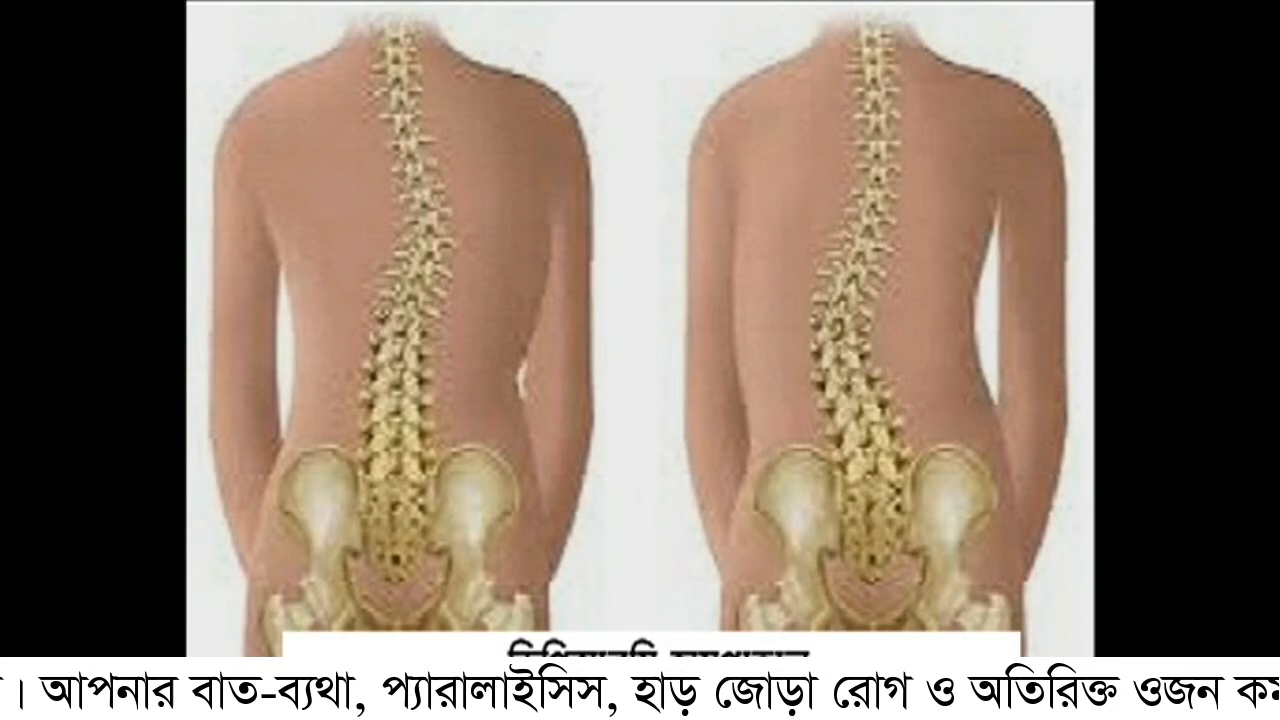 । আপনার বাত-ব্যথা, প্যারালাইসিস, হাড় জোড়া রোগ ও অতিরিক্ত ওজন